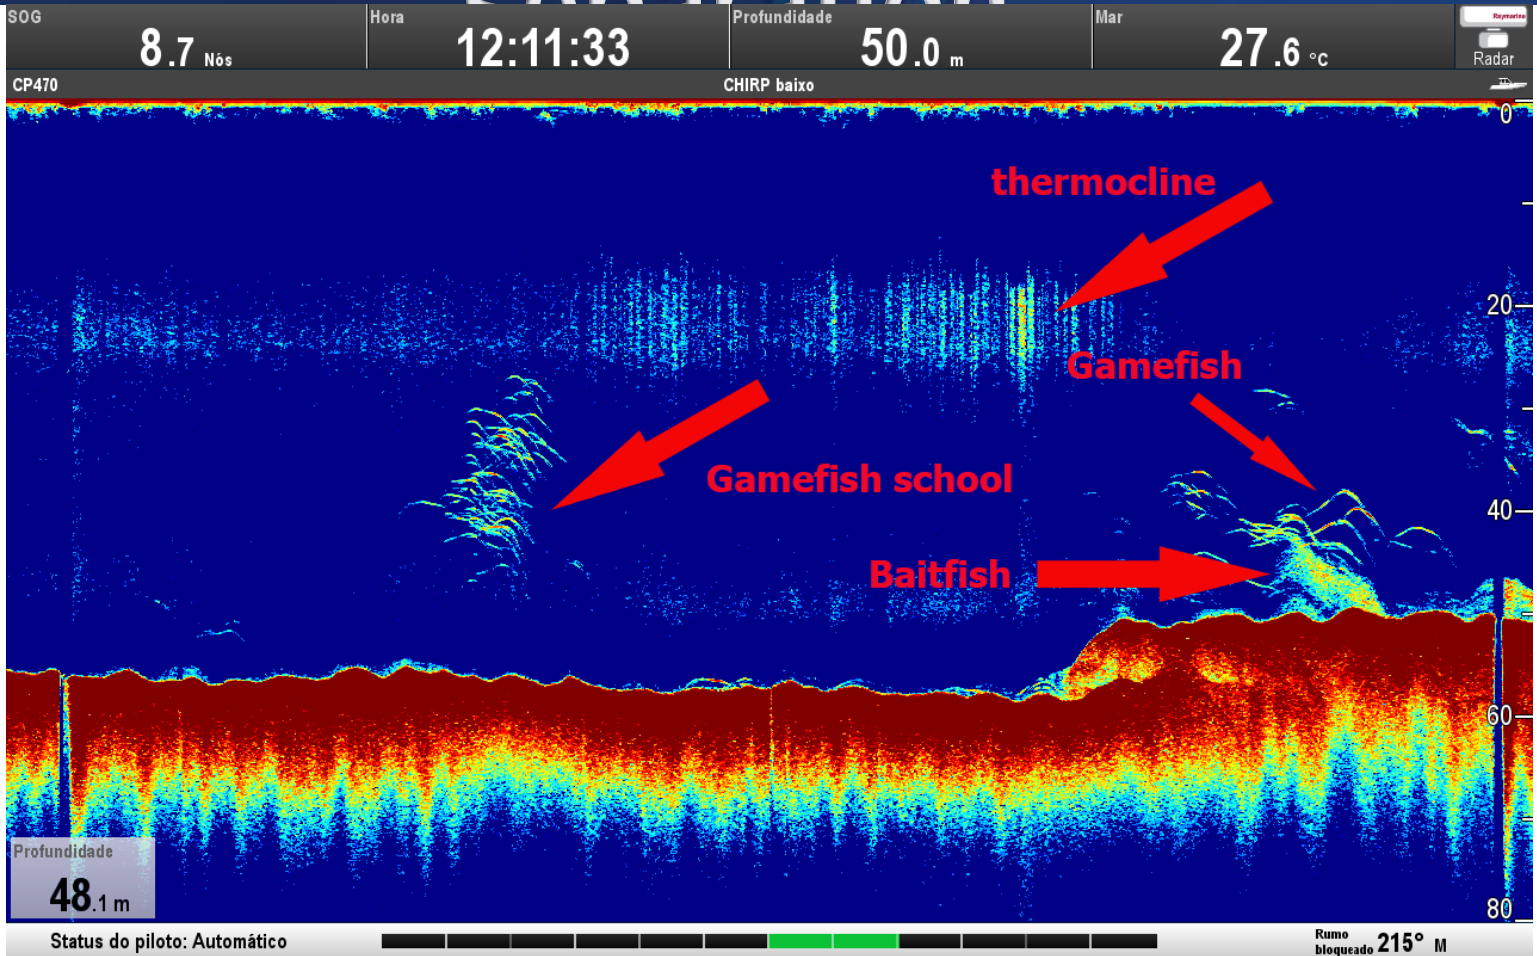 SOG
8.7 Nós
Hora
12:11:33
Profundidade
50.0 m
Mar
27.6 °C
Raymarine
Radar
CP470
CHIRP baixo
0
thermocline
20
Gamefish
Gamefish school
40
Baitfish
60
Profundidade
48.1 m
80
Status do piloto: Automático
Rumo
bloqueado 215° M